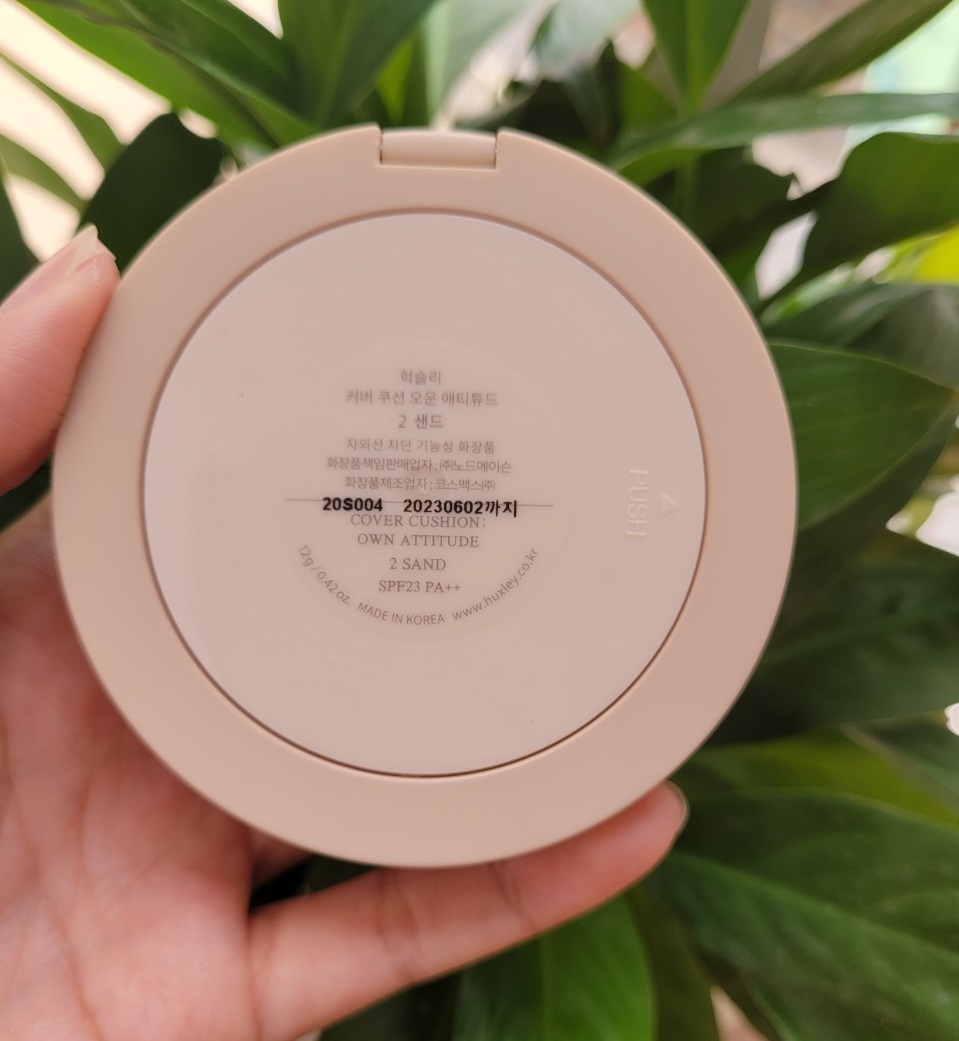 헉슬리
커버 쿠션 오운 애티튜드
2 샌드
자외선 차단 기능성 화장품
화장품책임판매업자 : ㈜노드메이슨
화장품제조업자 : 코스맥스㈜
20S004 20230602까지
COVER CUSHION:
OWN ATTITUDE
2 SAND
SPF23 PA++
12g / 0.42 oz. MADE IN KOREA www.huxley.co.kr
PUSH